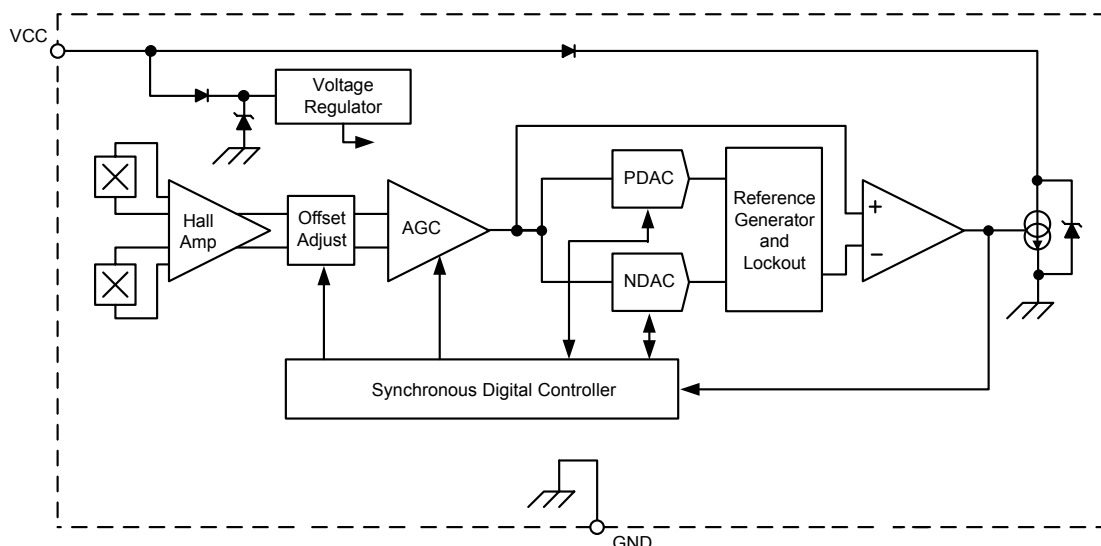 VCC
Voltage
Regulator
Hall
Amp
Offset
Adjust
AGC
PDAC
NDAC
Reference
Generator
and
Lockout
+
−
Synchronous Digital Controller
GND